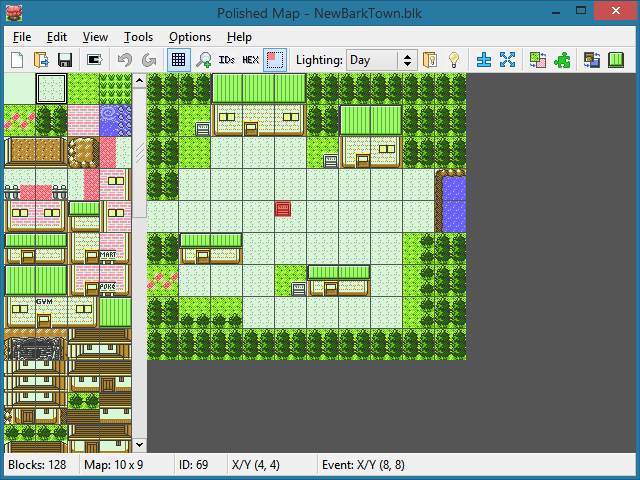 Polished Map - NewBarkTown.blk
File Edit View Tools Options Help
IDs HEX Lighting: Day
MART
POKé
GYM
Blocks: 128 Map: 10 x 9 ID: 69 X/Y (4, 4) Event: X/Y (8, 8)